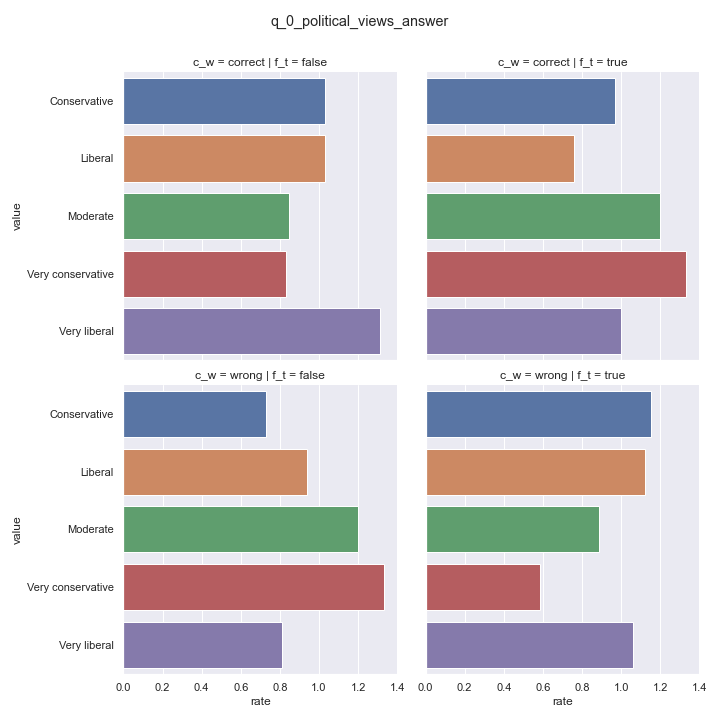 q_0_political_views_answer
c_w = correct | f_t = false
c_w = correct | f_t = true
value
Conservative
Liberal
Moderate
Very conservative
Very liberal
c_w = wrong | f_t = false
c_w = wrong | f_t = true
value
Conservative
Liberal
Moderate
Very conservative
Very liberal
0.0 0.2 0.4 0.6 0.8 1.0 1.2 1.4
0.0 0.2 0.4 0.6 0.8 1.0 1.2 1.4
rate
rate